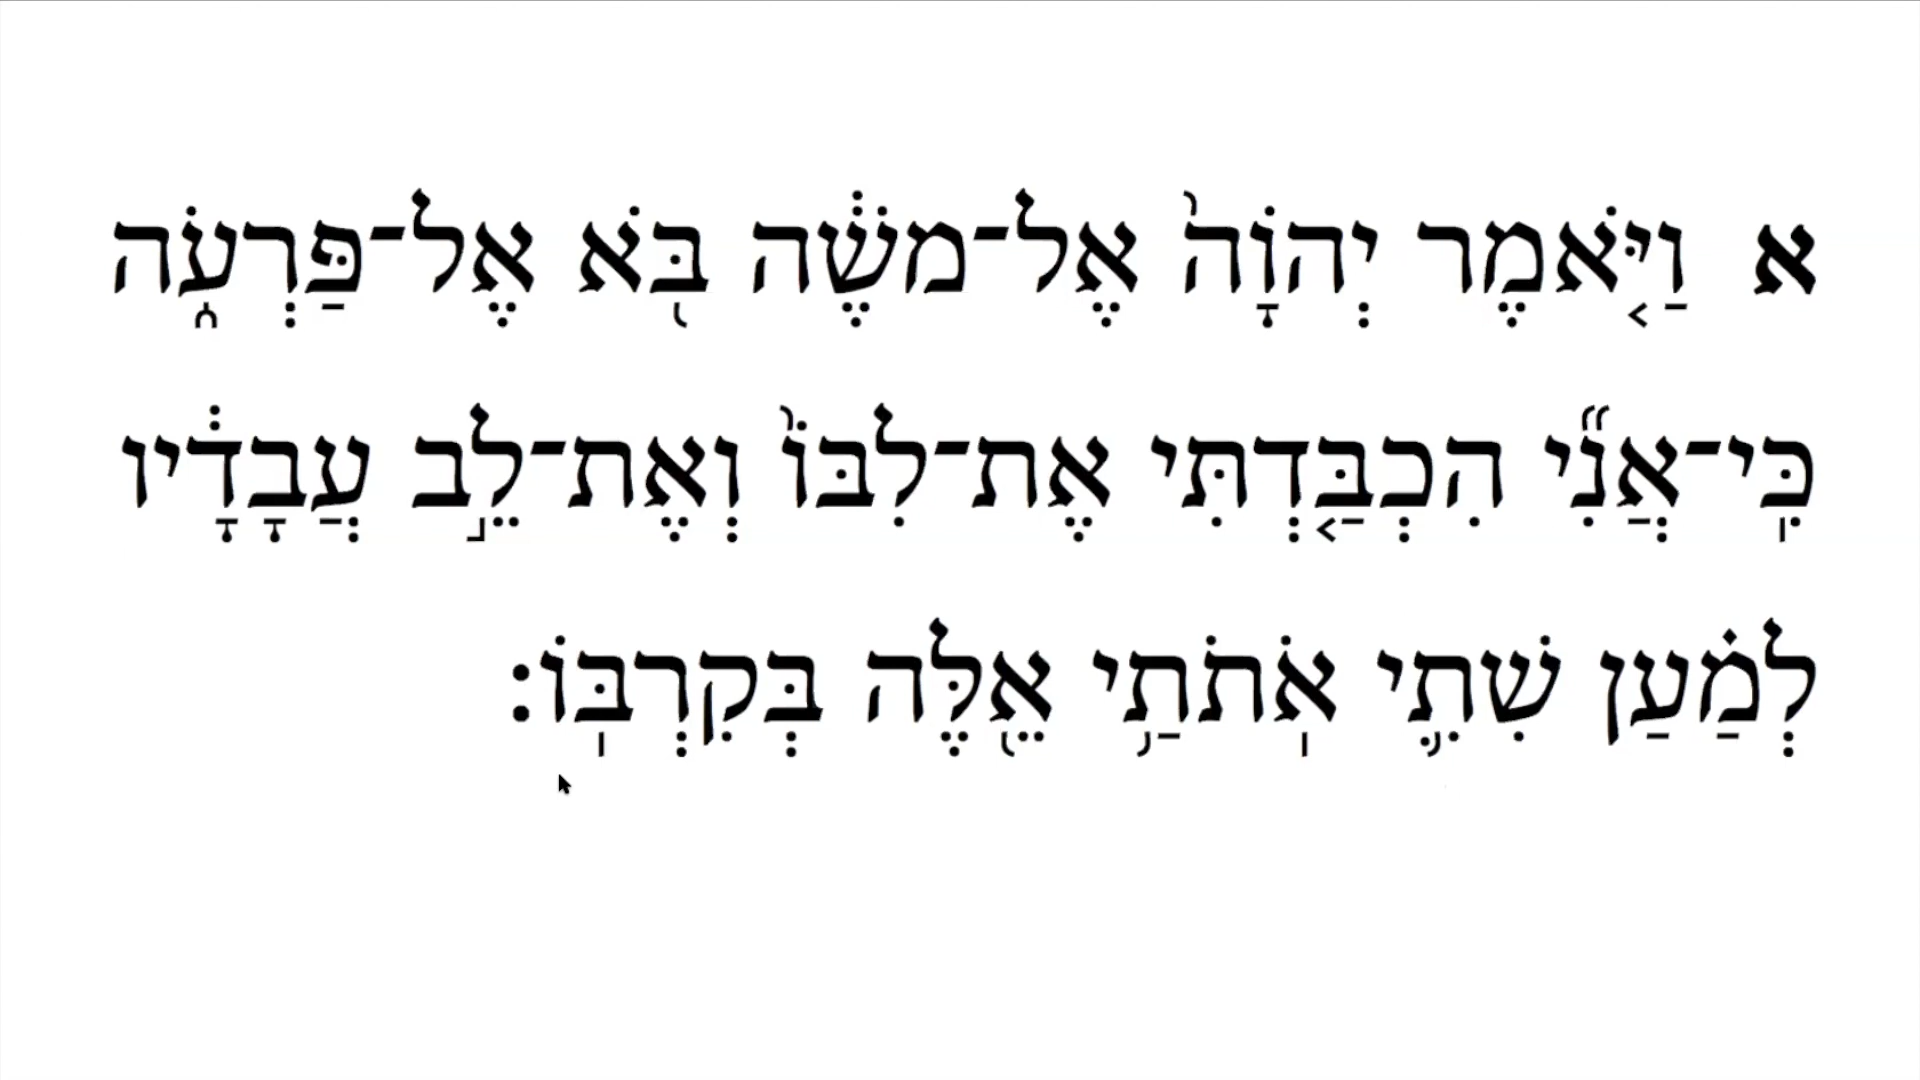 א וַיֹּ֤אמֶר יְהוָֹה֙ אֶל־מֹשֶׁ֔ה בֹּ֖א אֶל־פַּרְעֹ֑ה
כִּֽי־אֲנִ֞י הִכְבַּ֤דְתִּי אֶת־לִבּוֹ֙ וְאֶת־לֵ֣ב עֲבָדָ֔יו
לְמַ֗עַן שִׁתִ֛י אֹֽתֹתַ֥י אֵ֖לֶּה בְּקִרְבּֽוֹ׃